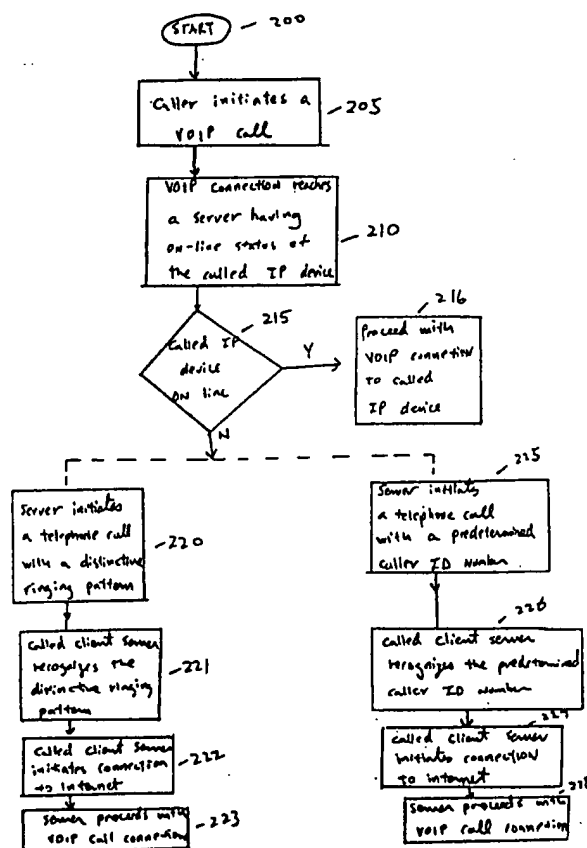 START
200
Caller initiates a
VOIP call
205
VOIP connection reaches
a server having
on-line status of
the called IP device
210
215
Called IP
device
ON line
Y
216
Proceed with
VOIP connection
TO called
IP device
N
Server initiates
a telephone call
with a distinctive
ringing pattern
220
225
Server initiates
a telephone call
with a predetermined
caller ID Number
called client Server
recognizes the
distinctive ringing
pattern
221
226
Called client server
recognizes the predetermined
caller ID Number
called client Server
initiates connection
to Internet
222
227
called client Server
initiates connection
to internet
Server proceeds with
VOIP call connection
223
228
Server proceeds with
VOIP call connection